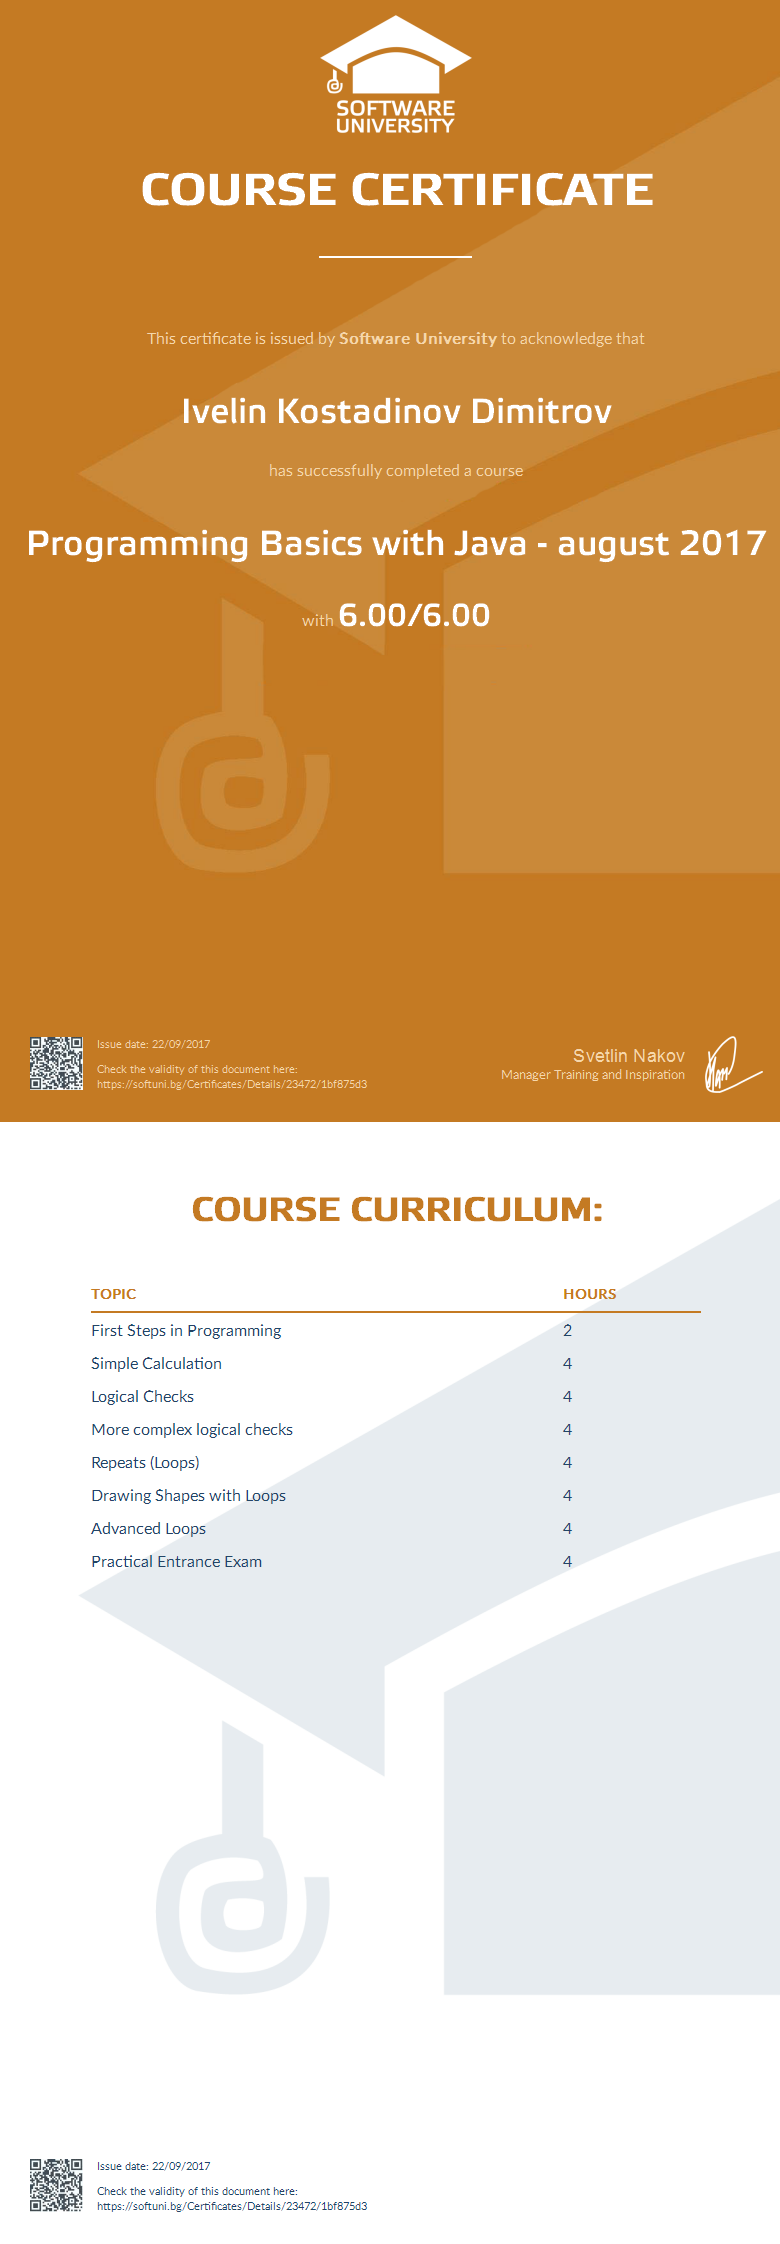 SOFTWARE
UNIVERSITY
COURSE CERTIFICATE
This certificate is issued by Software University to acknowledge that
Ivelin Kostadinov Dimitrov
has successfully completed a course
Programming Basics with Java - august 2017
with 6.00/6.00
Issue date: 22/09/2017
Check the validity of this document here:
https://softuni.bg/Certificates/Details/23472/1bf875d3
Svetlin Nakov
Manager Training and Inspiration
COURSE CURRICULUM:
TOPIC HOURS
First Steps in Programming 2
Simple Calculation 4
Logical Checks 4
More complex logical checks 4
Repeats (Loops) 4
Drawing Shapes with Loops 4
Advanced Loops 4
Practical Entrance Exam 4
Issue date: 22/09/2017
Check the validity of this document here:
https://softuni.bg/Certificates/Details/23472/1bf875d3